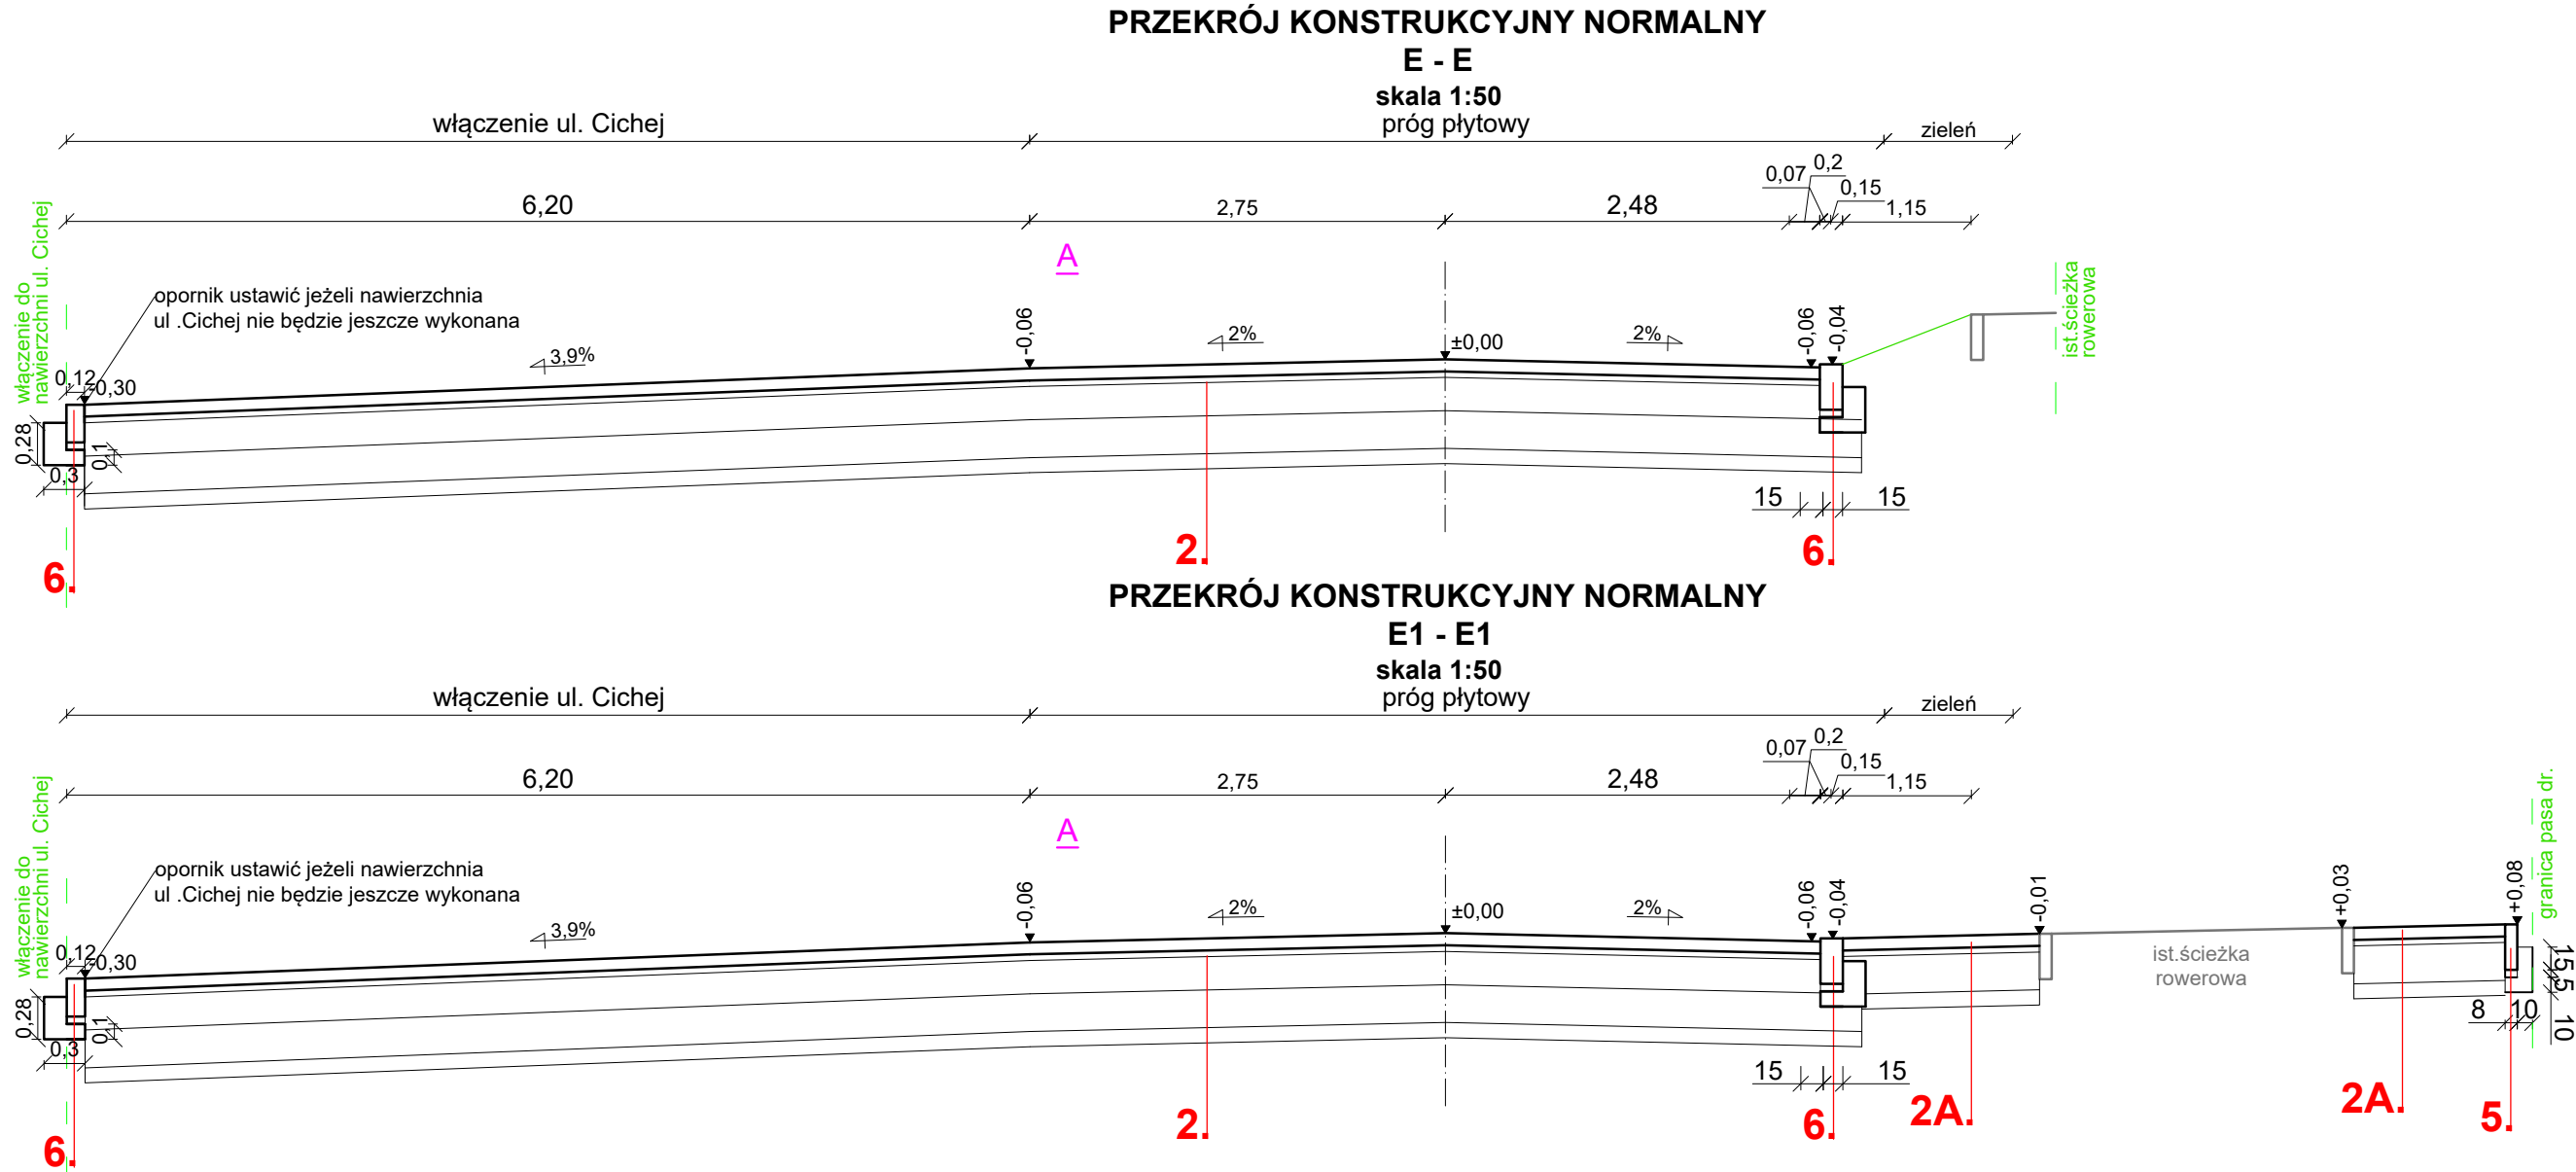 PRZEKRÓJ KONSTRUKCYJNY NORMALNY
E - E
skala 1:50
włączenie ul. Cichej
próg płytowy
zieleń
6,20
2,75
2,48
0,07
0,2
0,15
1,15
włączenie do
nawierzchni ul. Cichej
A
opornik ustawić jeżeli nawierzchnia
ul .Cichej nie będzie jeszcze wykonana
ist.ścieżka
rowerowa
3,9%
-0,06
2%
±0,00
2%
-0,06
-0,04
0,12
-0,30
0,28
0,3
0,1
15
15
6.
2.
6.
PRZEKRÓJ KONSTRUKCYJNY NORMALNY
E1 - E1
skala 1:50
włączenie ul. Cichej
próg płytowy
zieleń
6,20
2,75
2,48
0,07
0,2
0,15
1,15
włączenie do
nawierzchni ul. Cichej
A
opornik ustawić jeżeli nawierzchnia
ul .Cichej nie będzie jeszcze wykonana
granica pasa dr.
3,9%
-0,06
2%
±0,00
2%
-0,06
-0,04
-0,01
+0,03
+0,08
ist.ścieżka
rowerowa
0,12
-0,30
0,28
0,3
0,1
15
15
15
5
10
8
10
6.
2.
6.
2A.
2A.
5.